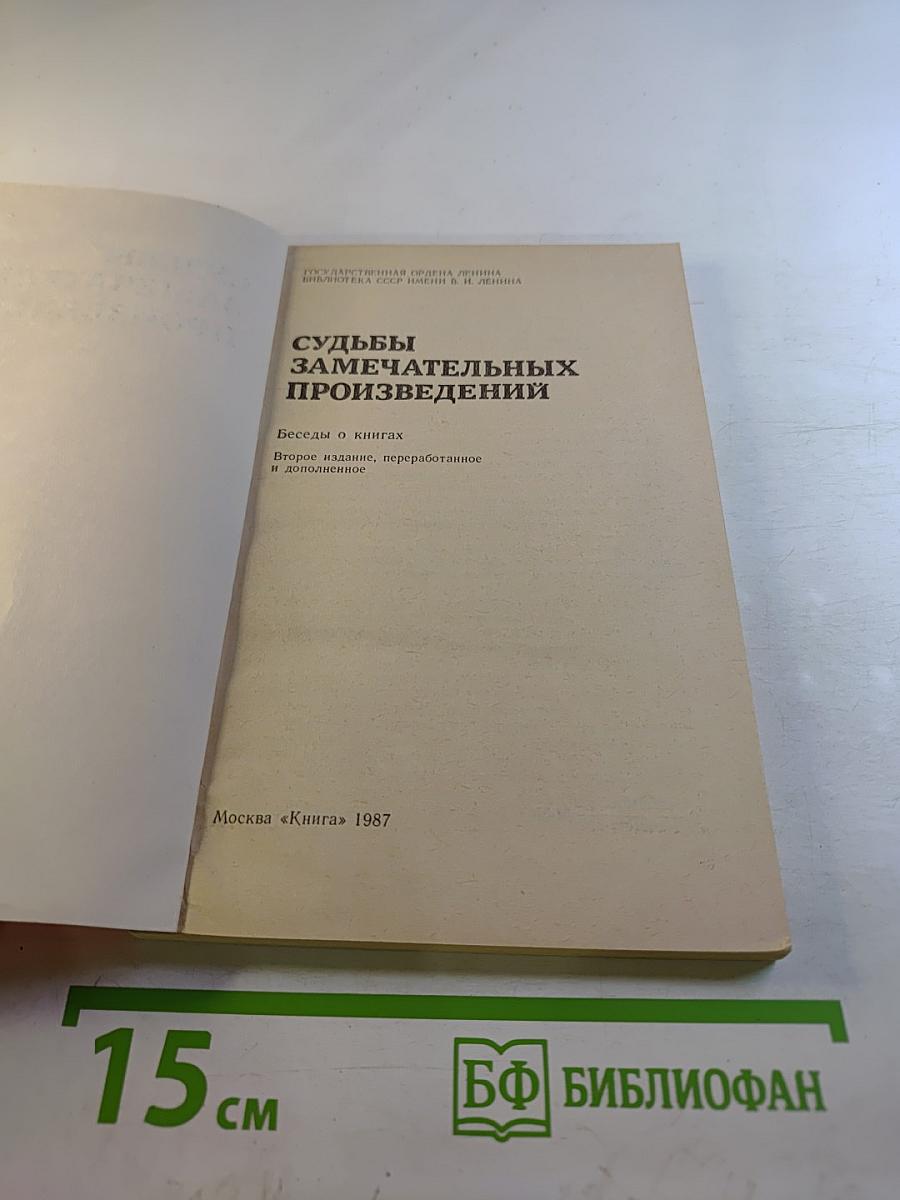 ГОСУДАРСТВЕННАЯ ОРДЕНА ЛЕНИНА
БИБЛИОТЕКА СССР ИМЕНИ В. И. ЛЕНИНА
СУДЬБЫ
ЗАМЕЧАТЕЛЬНЫХ
ПРОИЗВЕДЕНИЙ
Беседы о книгах
Второе издание, переработанное
и дополненное
Москва «Книга» 1987
15 см
БФ БИБЛИОФАН